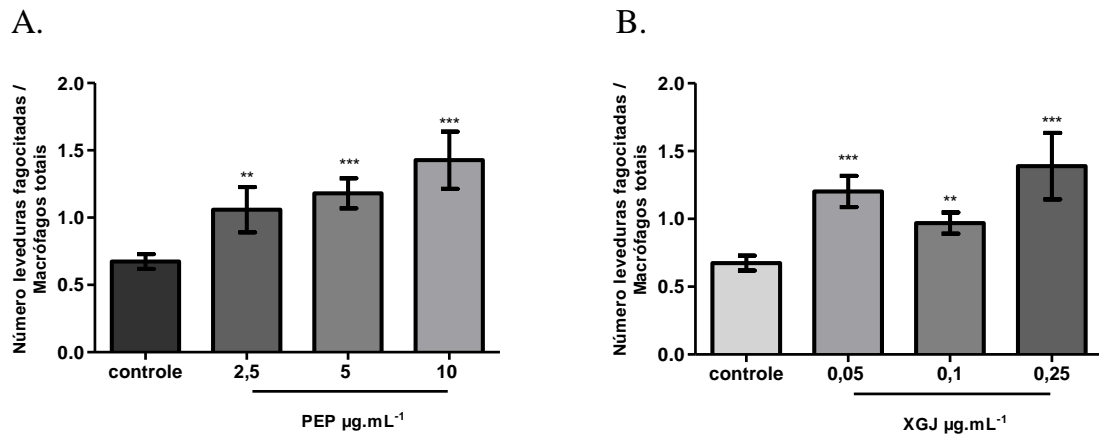 A.
Número leveduras fagocitadas /
Macrófagos totais
2.0
1.5
1.0
0.5
0.0
**
***
***
controle 2,5 5 10
PEP µg.mL⁻¹
B.
Número leveduras fagocitadas /
Macrófagos totais
2.0
1.5
1.0
0.5
0.0
***
**
***
controle 0,05 0,1 0,25
XGJ µg.mL⁻¹